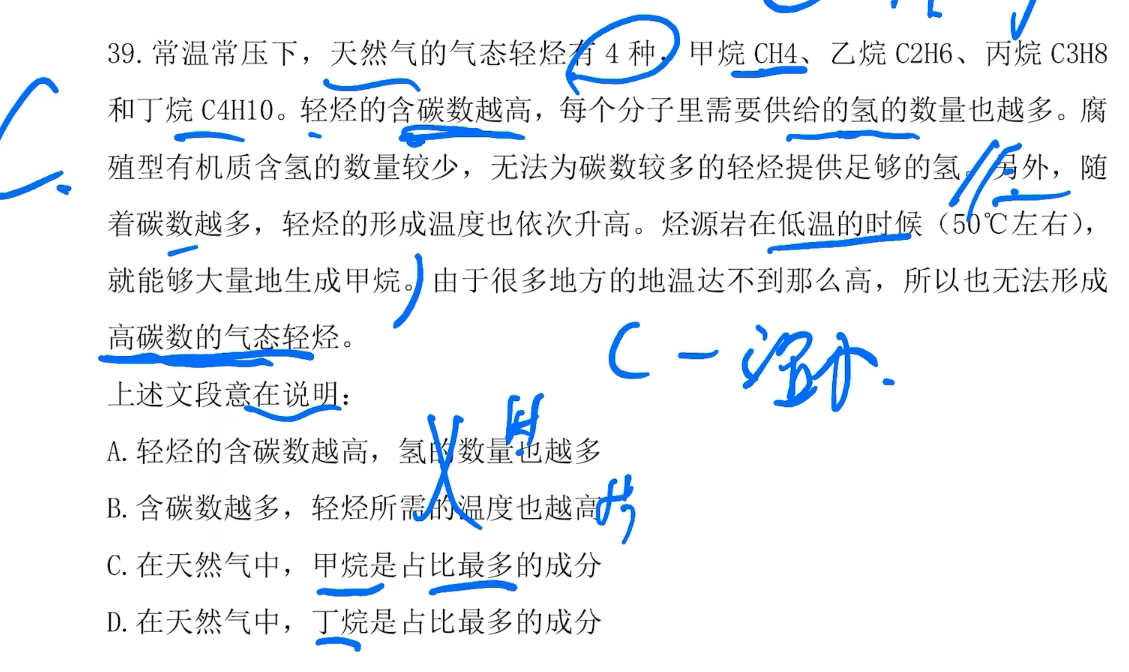 39.常温常压下，天然气的气态轻烃有 4 种，甲烷 CH4、乙烷 C2H6、丙烷 C3H8
和丁烷 C4H10。轻烃的含碳数越高，每个分子里需要供给的氢的数量也越多。腐
殖型有机质含氢的数量较少，无法为碳数较多的轻烃提供足够的氢。另外，随
着碳数越多，轻烃的形成温度也依次升高。烃源岩在低温的时候（50℃左右），
就能够大量地生成甲烷。由于很多地方的地温达不到那么高，所以也无法形成
高碳数的气态轻烃。
C－温永.
上述文段意在说明：
A.轻烃的含碳数越高，氢的数量也越多
B.含碳数越多，轻烃所需的温度也越高
C.在天然气中，甲烷是占比最多的成分
D.在天然气中，丁烷是占比最多的成分